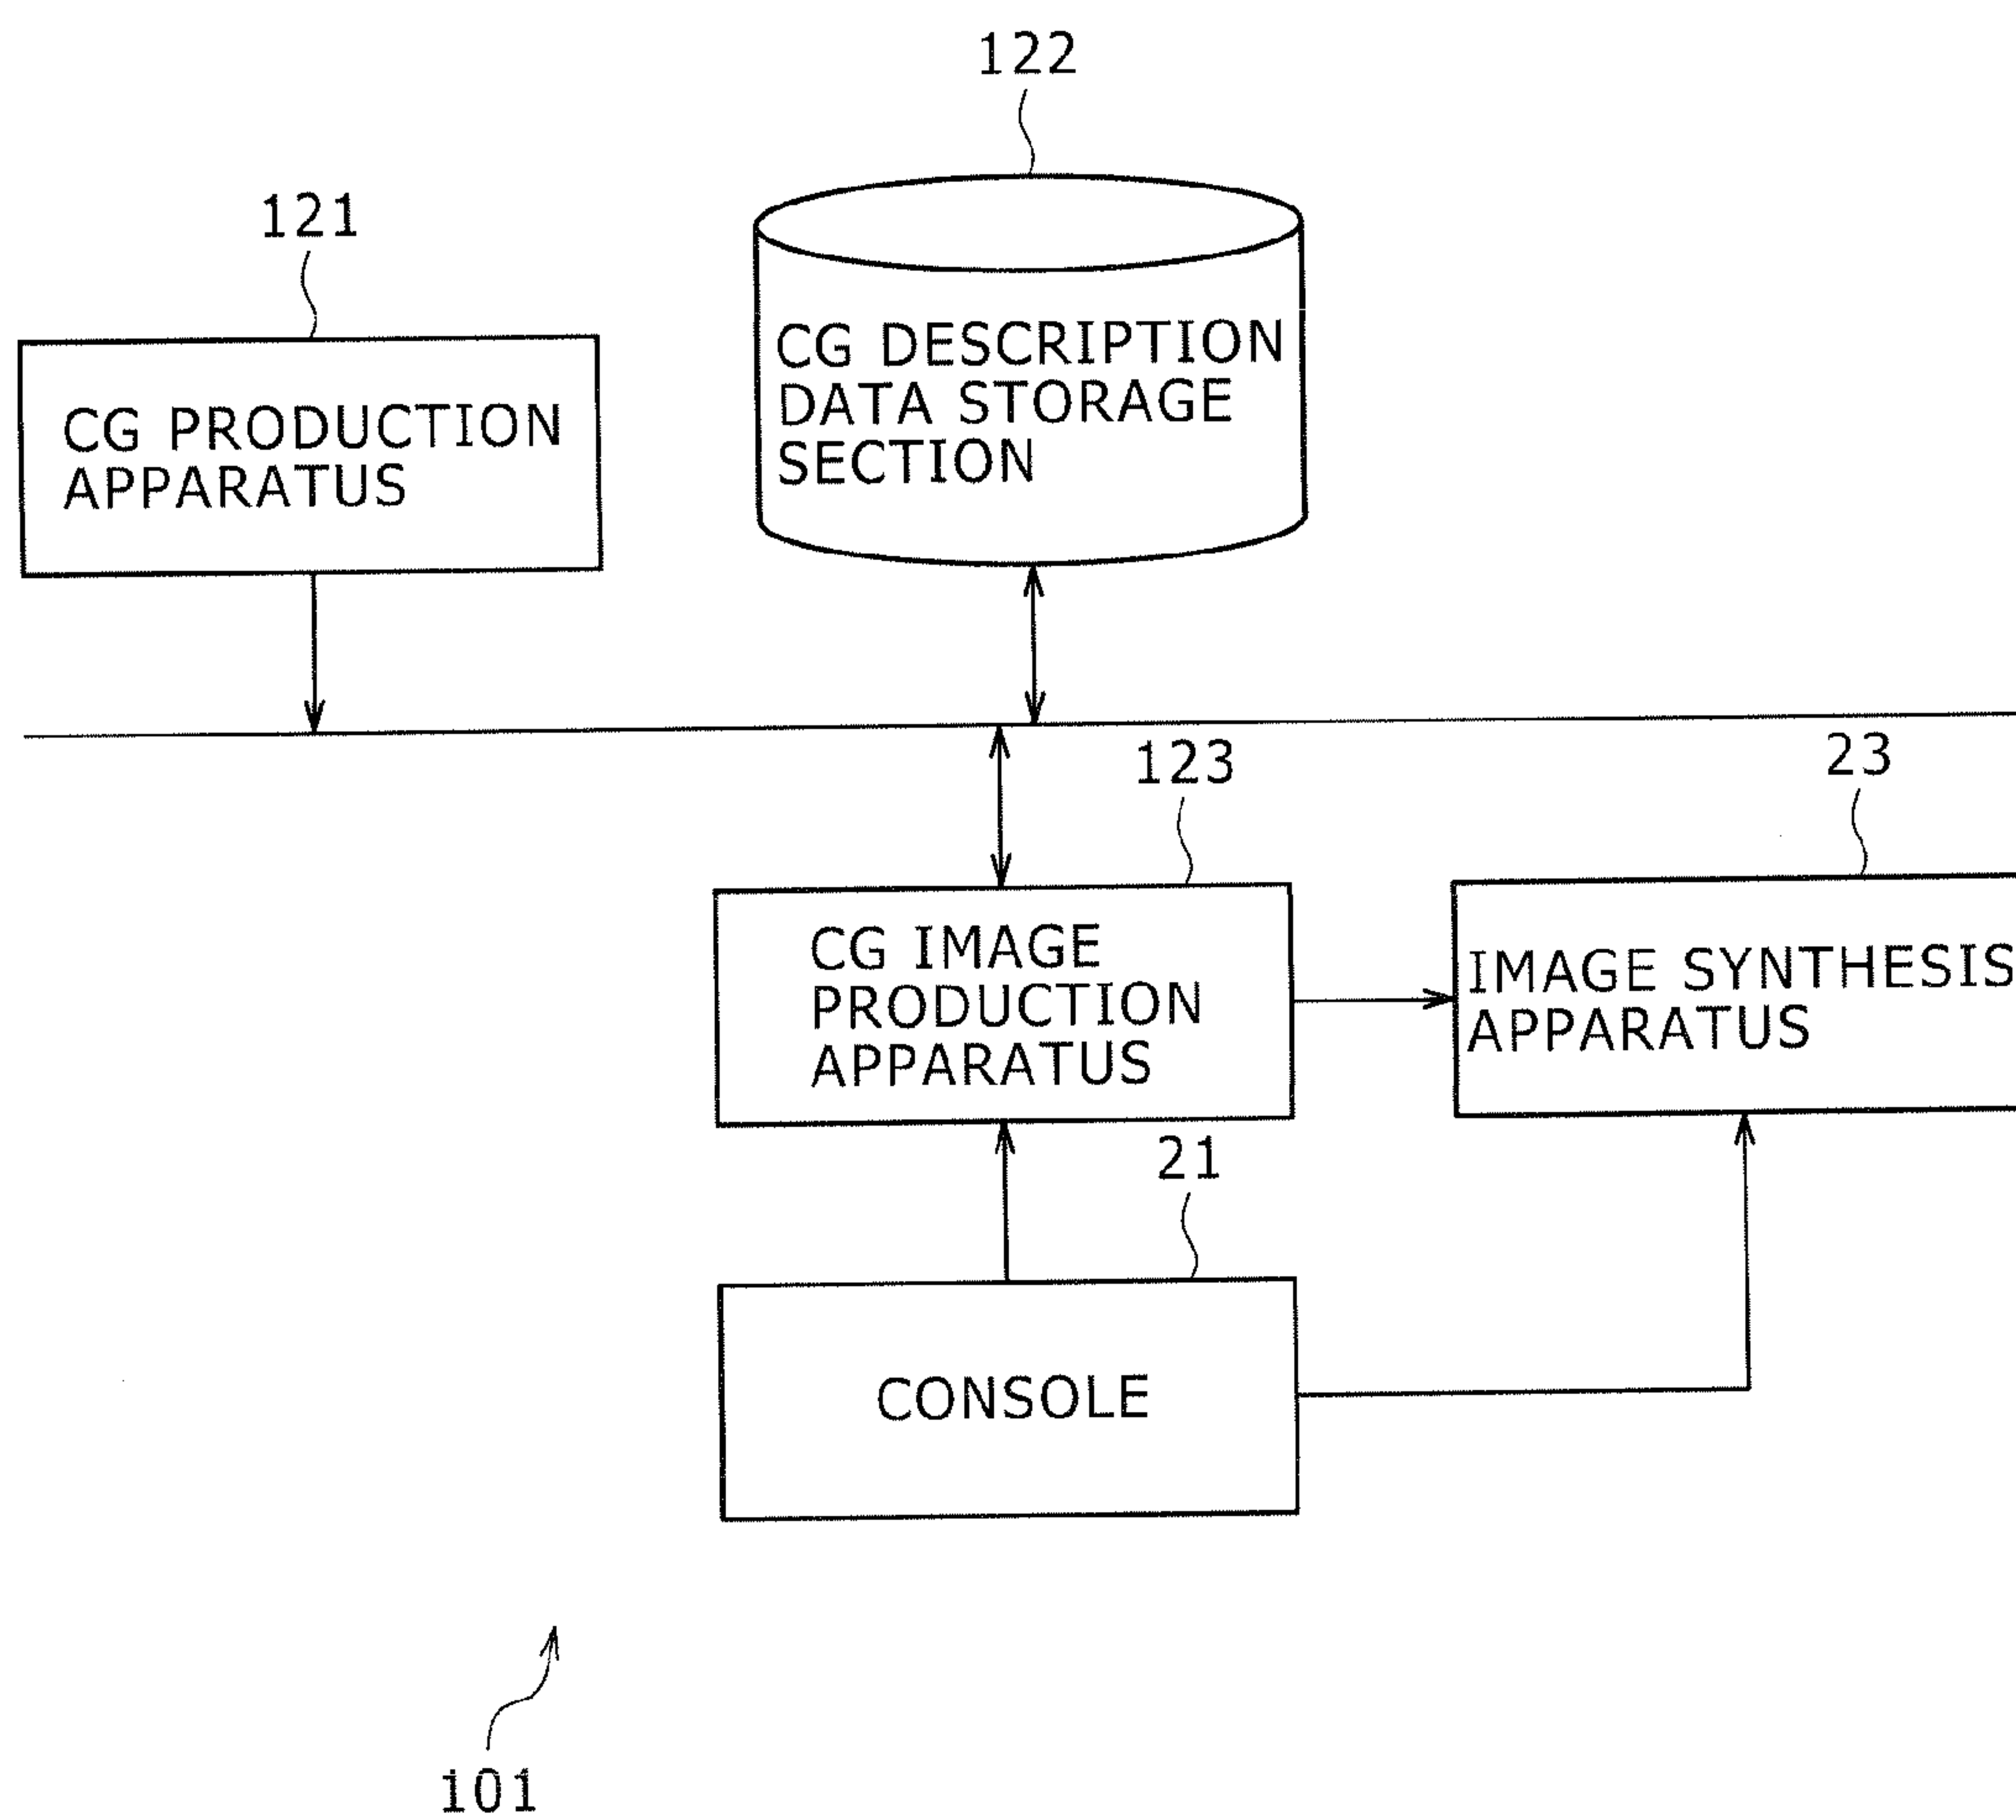 122
121
CG DESCRIPTION
DATA STORAGE
SECTION
CG PRODUCTION
APPARATUS
123
23
CG IMAGE
PRODUCTION
APPARATUS
IMAGE SYNTHESIS
APPARATUS
21
CONSOLE
101